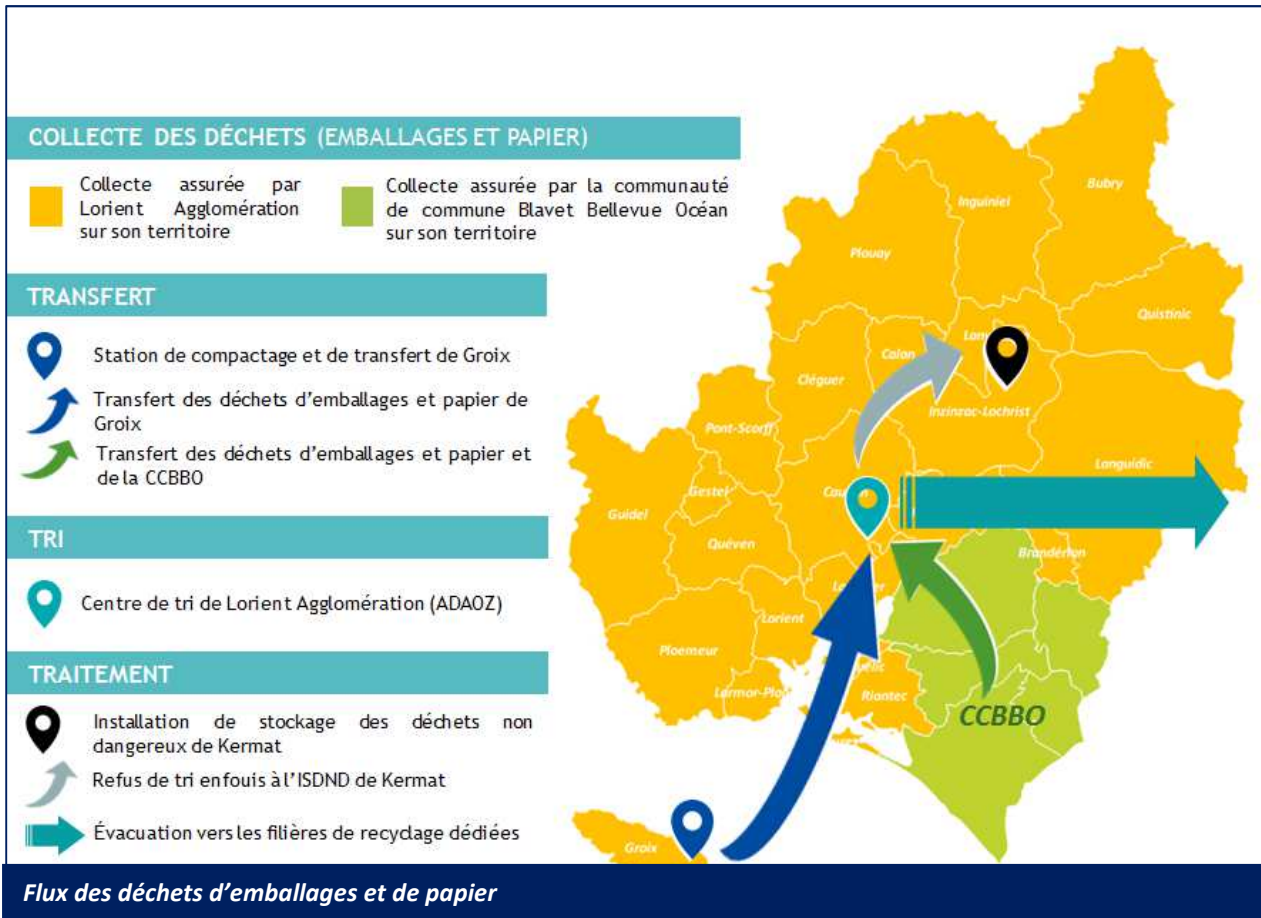 COLLECTE DES DÉCHETS (EMBALLAGES ET PAPIER)
Collecte assurée par
Lorient Agglomération
sur son territoire
Collecte assurée par la communauté
de commune Blavet Bellevue Océan
sur son territoire
TRANSFERT
Station de compactage et de transfert de Groix
Transfert des déchets d'emballages et papier de
Groix
Transfert des déchets d'emballages et papier et
de la CCBBO
TRI
Centre de tri de Lorient Agglomération (ADAOZ)
TRAITEMENT
Installation de stockage des déchets non
dangereux de Kermat
Refus de tri enfouis à l'ISDND de Kermat
Évacuation vers les filières de recyclage dédiées
Bubry
Inguiniel
Plouay
Quistinic
Calan
Cléguer
Inzinzac-Lochrist
Pont-Scorff
Languidic
Gestel
Guidel
Quéven
Brandérion
Lorient
Ploemeur
Riantec
CCBBO
Groix
Flux des déchets d'emballages et de papier